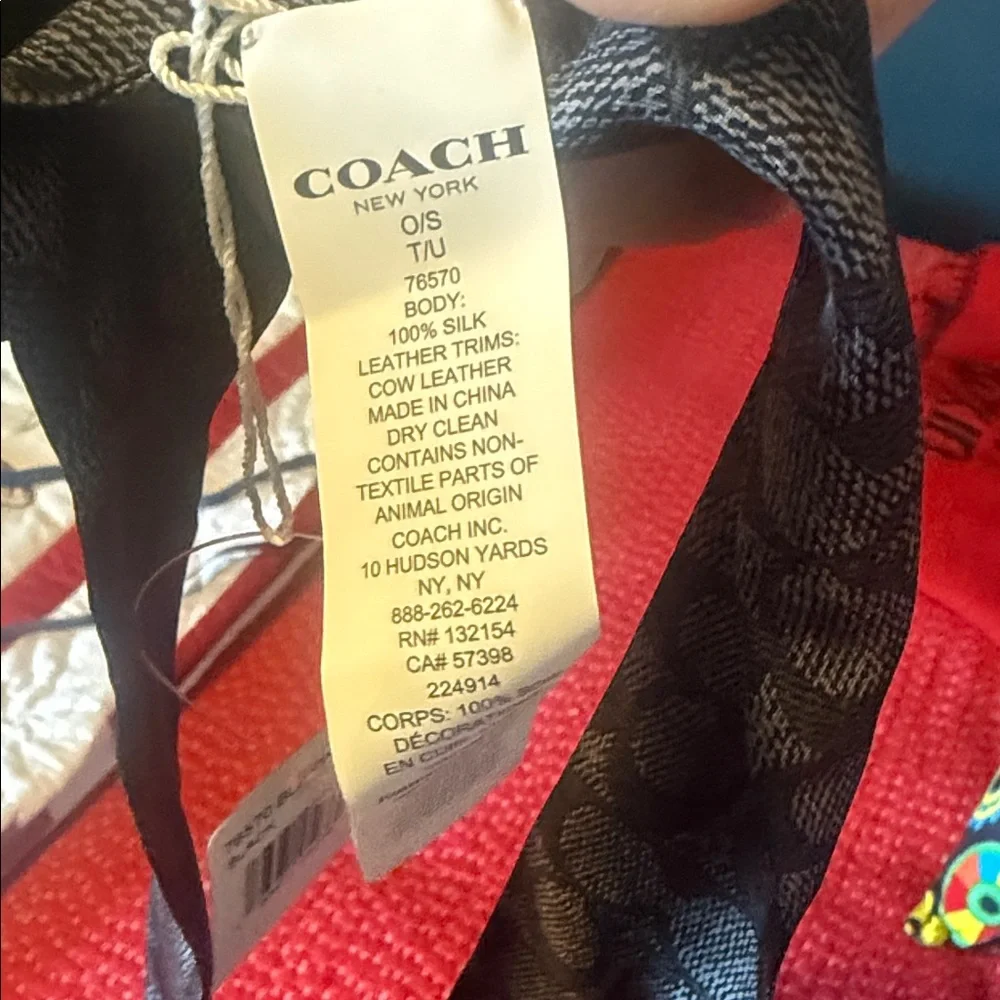 COACH
NEW YORK
O/S
T/U
76570
BODY:
100% SILK
LEATHER TRIMS:
COW LEATHER
MADE IN CHINA
DRY CLEAN
CONTAINS NON-
TEXTILE PARTS OF
ANIMAL ORIGIN
COACH INC.
10 HUDSON YARDS
NY, NY
888-262-6224
RN# 132154
CA# 57398
224914
CORPS: 100%
EN
76570